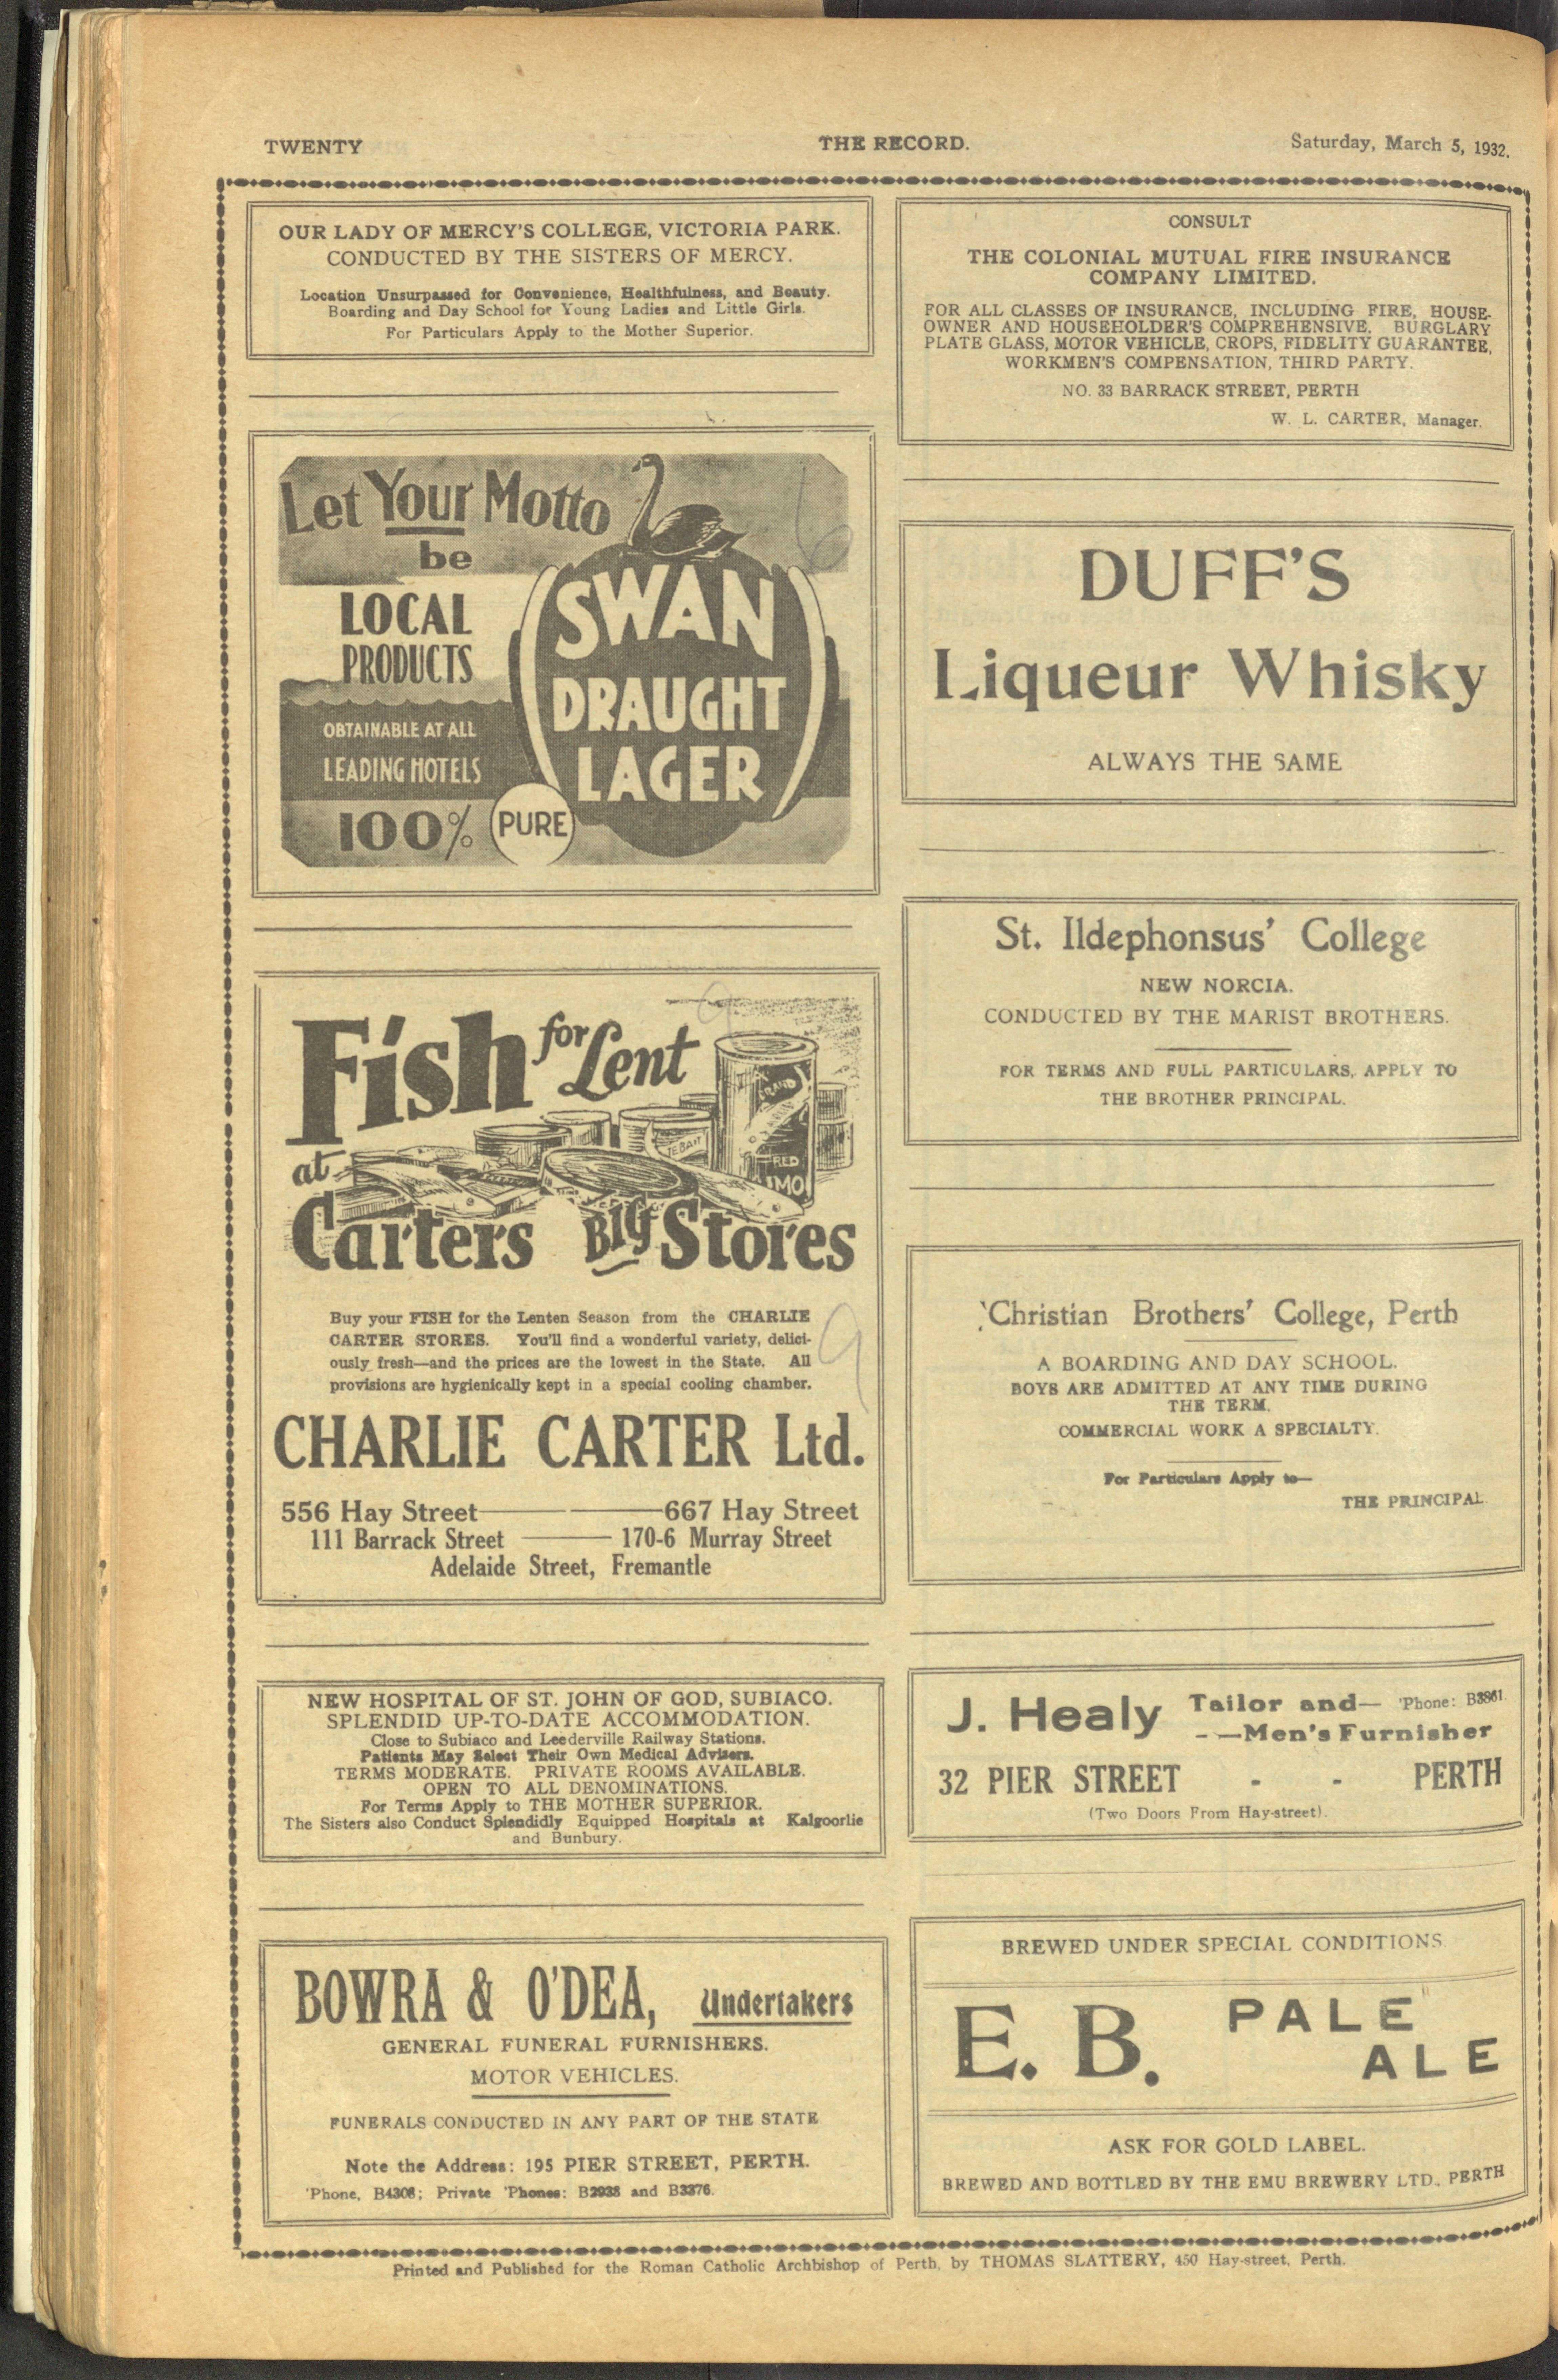 TWENTY
THE RECORD.
Saturday, March 5, 1932.
OUR LADY OF MERCY'S COLLEGE, VICTORIA PARK.
CONDUCTED BY THE SISTERS OF MERCY.
Location Unsurpassed for Convenience, Healthfulness, and Beauty.
Boarding and Day School for Young Ladies and Little Girls.
For Particulars Apply to the Mother Superior.
Let Your Motto
be
LOCAL
PRODUCTS
OBTAINABLE AT ALL
LEADING HOTELS
100% PURE
SWAN
DRAUGHT
LAGER
6
Fish for Lent
at
Carters Big Stores
BRAND
RED
9
Buy your FISH for the Lenten Season from the CHARLIE
CARTER STORES. You'll find a wonderful variety, delici-
ously fresh—and the prices are the lowest in the State. All
provisions are hygienically kept in a special cooling chamber.
9
CHARLIE CARTER Ltd.
556 Hay Street— —667 Hay Street
111 Barrack Street — 170-6 Murray Street
Adelaide Street, Fremantle
NEW HOSPITAL OF ST. JOHN OF GOD, SUBIACO.
SPLENDID UP-TO-DATE ACCOMMODATION.
Close to Subiaco and Leederville Railway Stations.
Patients May Select Their Own Medical Advisers.
TERMS MODERATE. PRIVATE ROOMS AVAILABLE.
OPEN TO ALL DENOMINATIONS.
For Terms Apply to THE MOTHER SUPERIOR.
The Sisters also Conduct Splendidly Equipped Hospitals at Kalgoorlie
and Bunbury.
BOWRA & O'DEA, Undertakers
GENERAL FUNERAL FURNISHERS.
MOTOR VEHICLES.
FUNERALS CONDUCTED IN ANY PART OF THE STATE
Note the Address: 195 PIER STREET, PERTH.
'Phone, B4308; Private 'Phones: B2938 and B3376.
CONSULT
THE COLONIAL MUTUAL FIRE INSURANCE
COMPANY LIMITED.
FOR ALL CLASSES OF INSURANCE, INCLUDING FIRE, HOUSE-
OWNER AND HOUSEHOLDER'S COMPREHENSIVE, BURGLARY
PLATE GLASS, MOTOR VEHICLE, CROPS, FIDELITY GUARANTEE,
WORKMEN'S COMPENSATION, THIRD PARTY.
NO. 33 BARRACK STREET, PERTH
W. L. CARTER, Manager.
DUFF'S
Liqueur Whisky
ALWAYS THE SAME
St. Ildephonsus' College
NEW NORCIA.
CONDUCTED BY THE MARIST BROTHERS.
FOR TERMS AND FULL PARTICULARS, APPLY TO
THE BROTHER PRINCIPAL.
Christian Brothers' College, Perth
A BOARDING AND DAY SCHOOL.
BOYS ARE ADMITTED AT ANY TIME DURING
THE TERM.
COMMERCIAL WORK A SPECIALTY.
For Particulars Apply to—
THE PRINCIPAL
J. Healy Tailor and— 'Phone: B3861.
- —Men's Furnisher
32 PIER STREET - - PERTH
(Two Doors From Hay-street).
BREWED UNDER SPECIAL CONDITIONS
E. B. PALE
ALE
ASK FOR GOLD LABEL.
BREWED AND BOTTLED BY THE EMU BREWERY LTD., PERTH
Printed and Published for the Roman Catholic Archbishop of Perth, by THOMAS SLATTERY, 450 Hay-street, Perth.